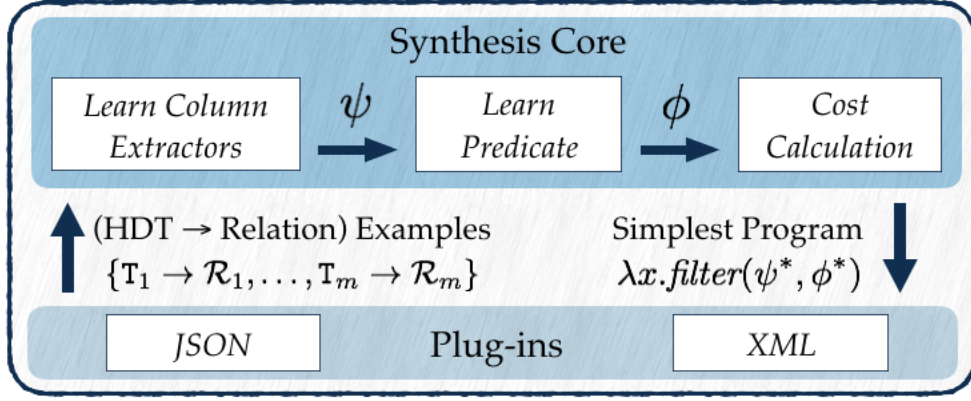 Synthesis Core
Learn Column
Extractors
ψ
Learn
Predicate
ϕ
Cost
Calculation
(HDT → Relation) Examples
{T₁ → ℛ₁, . . . , Tₘ → ℛₘ}
Simplest Program
λx.filter(ψ*, ϕ*)
JSON
Plug-ins
XML